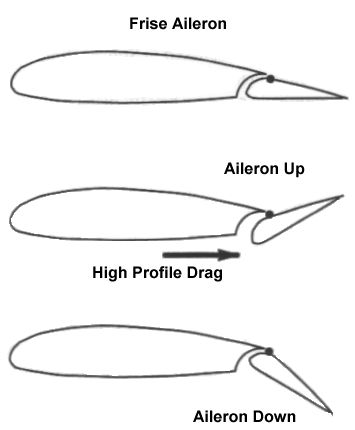 Frise Aileron
Aileron Up
High Profile Drag
Aileron Down